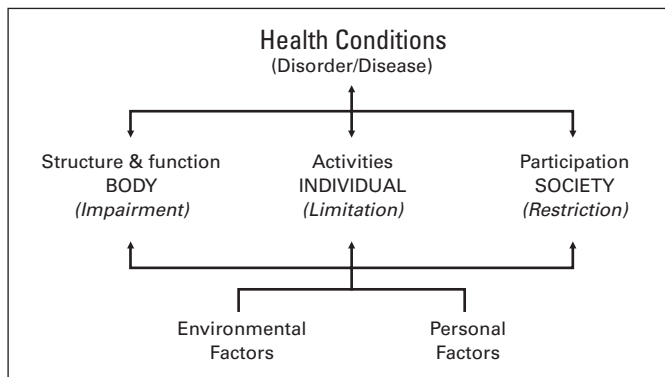 Health Conditions
(Disorder/Disease)
Structure & function
BODY
(Impairment)
Activities
INDIVIDUAL
(Limitation)
Participation
SOCIETY
(Restriction)
Environmental
Factors
Personal
Factors